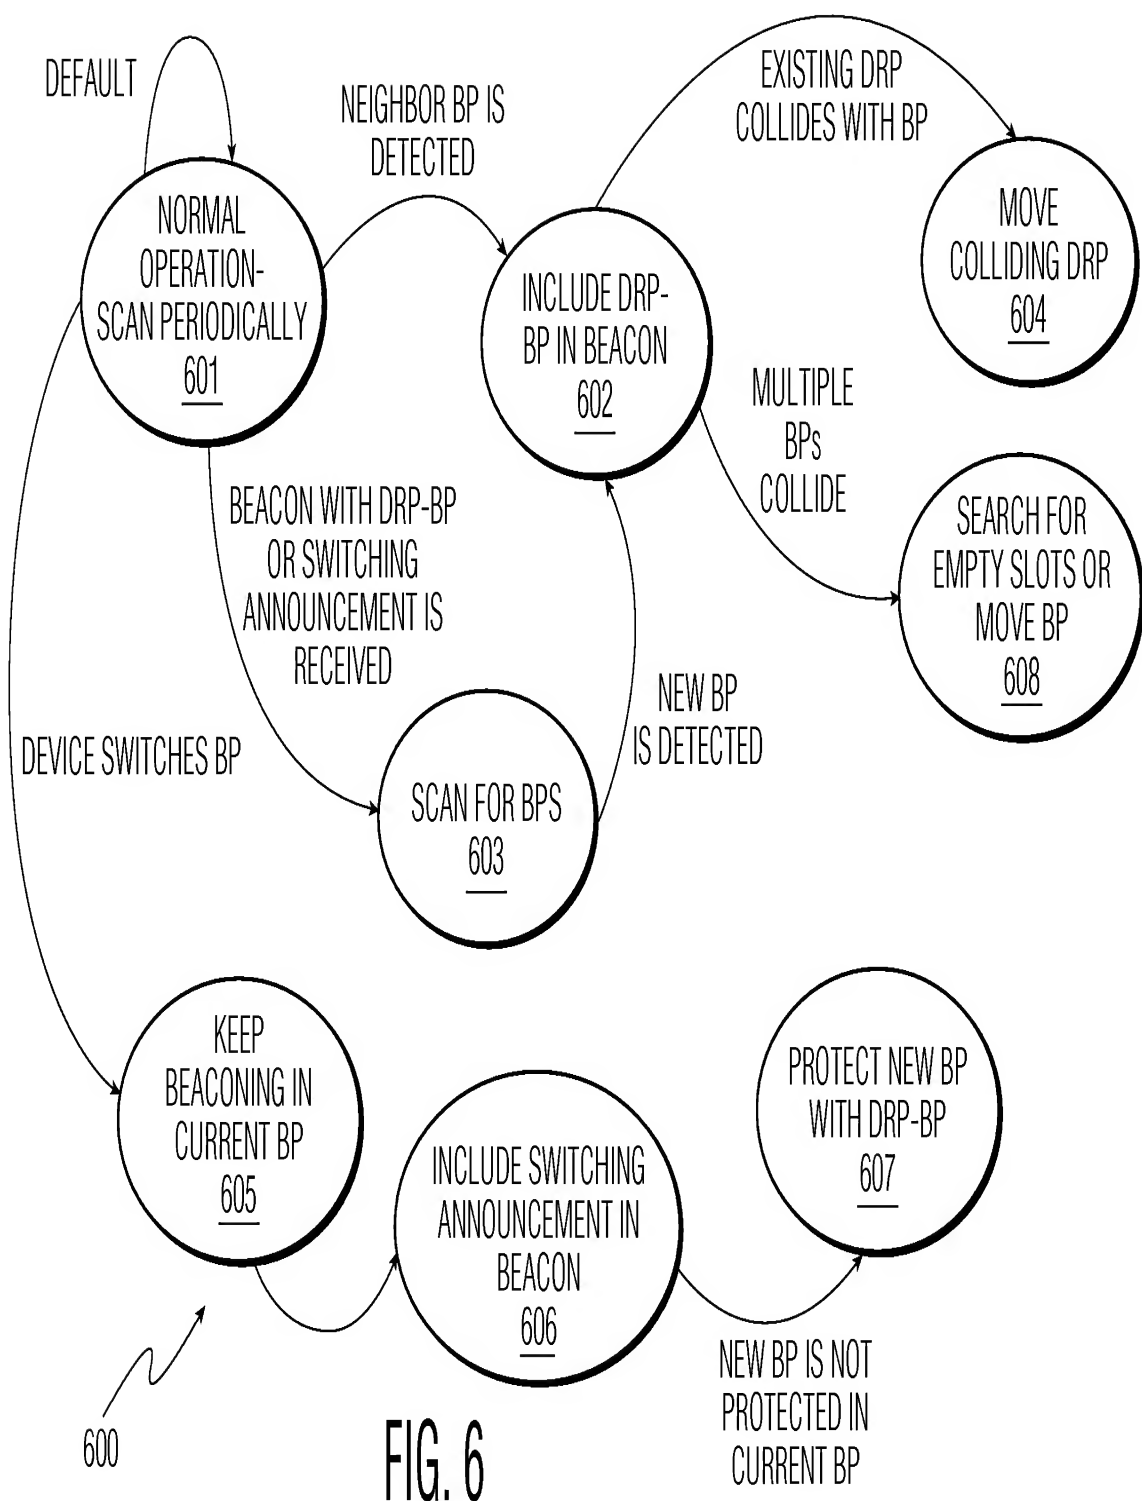 DEFAULT
NEIGHBOR BP IS
DETECTED
EXISTING DRP
COLLIDES WITH BP
NORMAL
OPERATION-
SCAN PERIODICALLY
601
INCLUDE DRP-
BP IN BEACON
602
MOVE
COLLIDING DRP
604
MULTIPLE
BPs
COLLIDE
BEACON WITH DRP-BP
OR SWITCHING
ANNOUNCEMENT IS
RECEIVED
SEARCH FOR
EMPTY SLOTS OR
MOVE BP
608
NEW BP
IS DETECTED
DEVICE SWITCHES BP
SCAN FOR BPS
603
KEEP
BEACONING IN
CURRENT BP
605
INCLUDE SWITCHING
ANNOUNCEMENT IN
BEACON
606
PROTECT NEW BP
WITH DRP-BP
607
NEW BP IS NOT
PROTECTED IN
CURRENT BP
600
FIG. 6